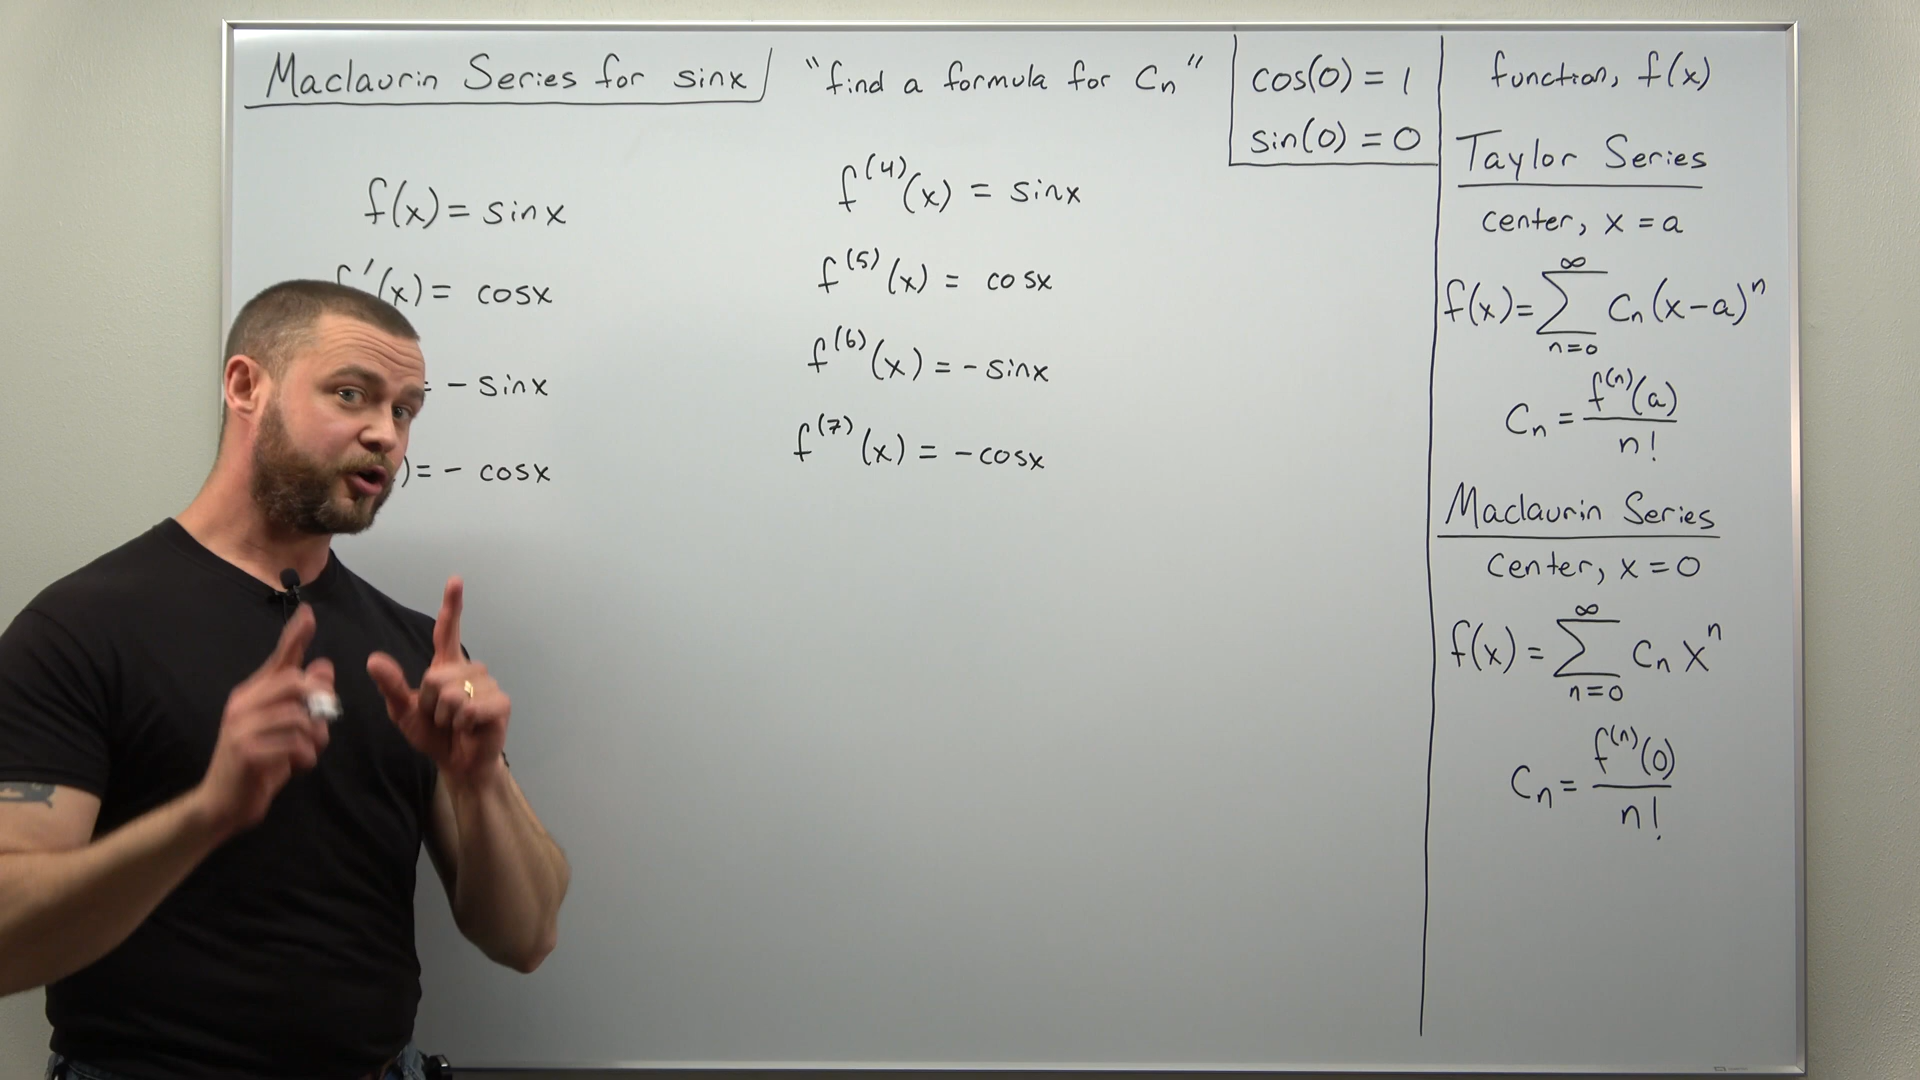 Maclaurin Series for sinx "find a formula for Cn"
f(x) = sinx
f'(x) = cosx
= - sinx
) = - cosx
f^(4)(x) = sinx
f^(5)(x) = cosx
f^(6)(x) = -sinx
f^(7)(x) = -cosx
cos(0) = 1
sin(0) = 0
function, f(x)
Taylor Series
center, x = a
f(x) = ∑_{n=0}^{∞} Cn(x-a)^n
Cn = f^(n)(a) / n!
Maclaurin Series
center, x = 0
f(x) = ∑_{n=0}^{∞} Cn x^n
Cn = f^(n)(0) / n!